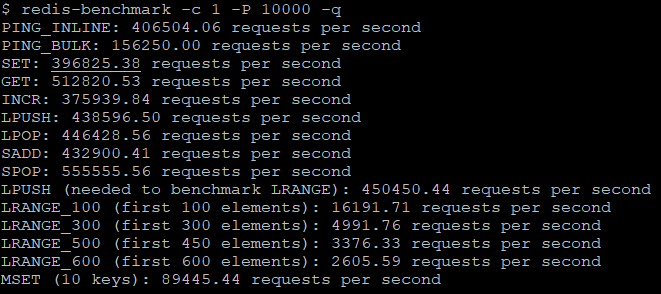 $ redis-benchmark -c 1 -P 10000 -q
PING_INLINE: 406504.06 requests per second
PING_BULK: 156250.00 requests per second
SET: 396825.38 requests per second
GET: 512820.53 requests per second
INCR: 375939.84 requests per second
LPUSH: 438596.50 requests per second
LPOP: 446428.56 requests per second
SADD: 432900.41 requests per second
SPOP: 555555.56 requests per second
LPUSH (needed to benchmark LRANGE): 450450.44 requests per second
LRANGE_100 (first 100 elements): 16191.71 requests per second
LRANGE_300 (first 300 elements): 4991.76 requests per second
LRANGE_500 (first 450 elements): 3376.33 requests per second
LRANGE_600 (first 600 elements): 2605.59 requests per second
MSET (10 keys): 89445.44 requests per second